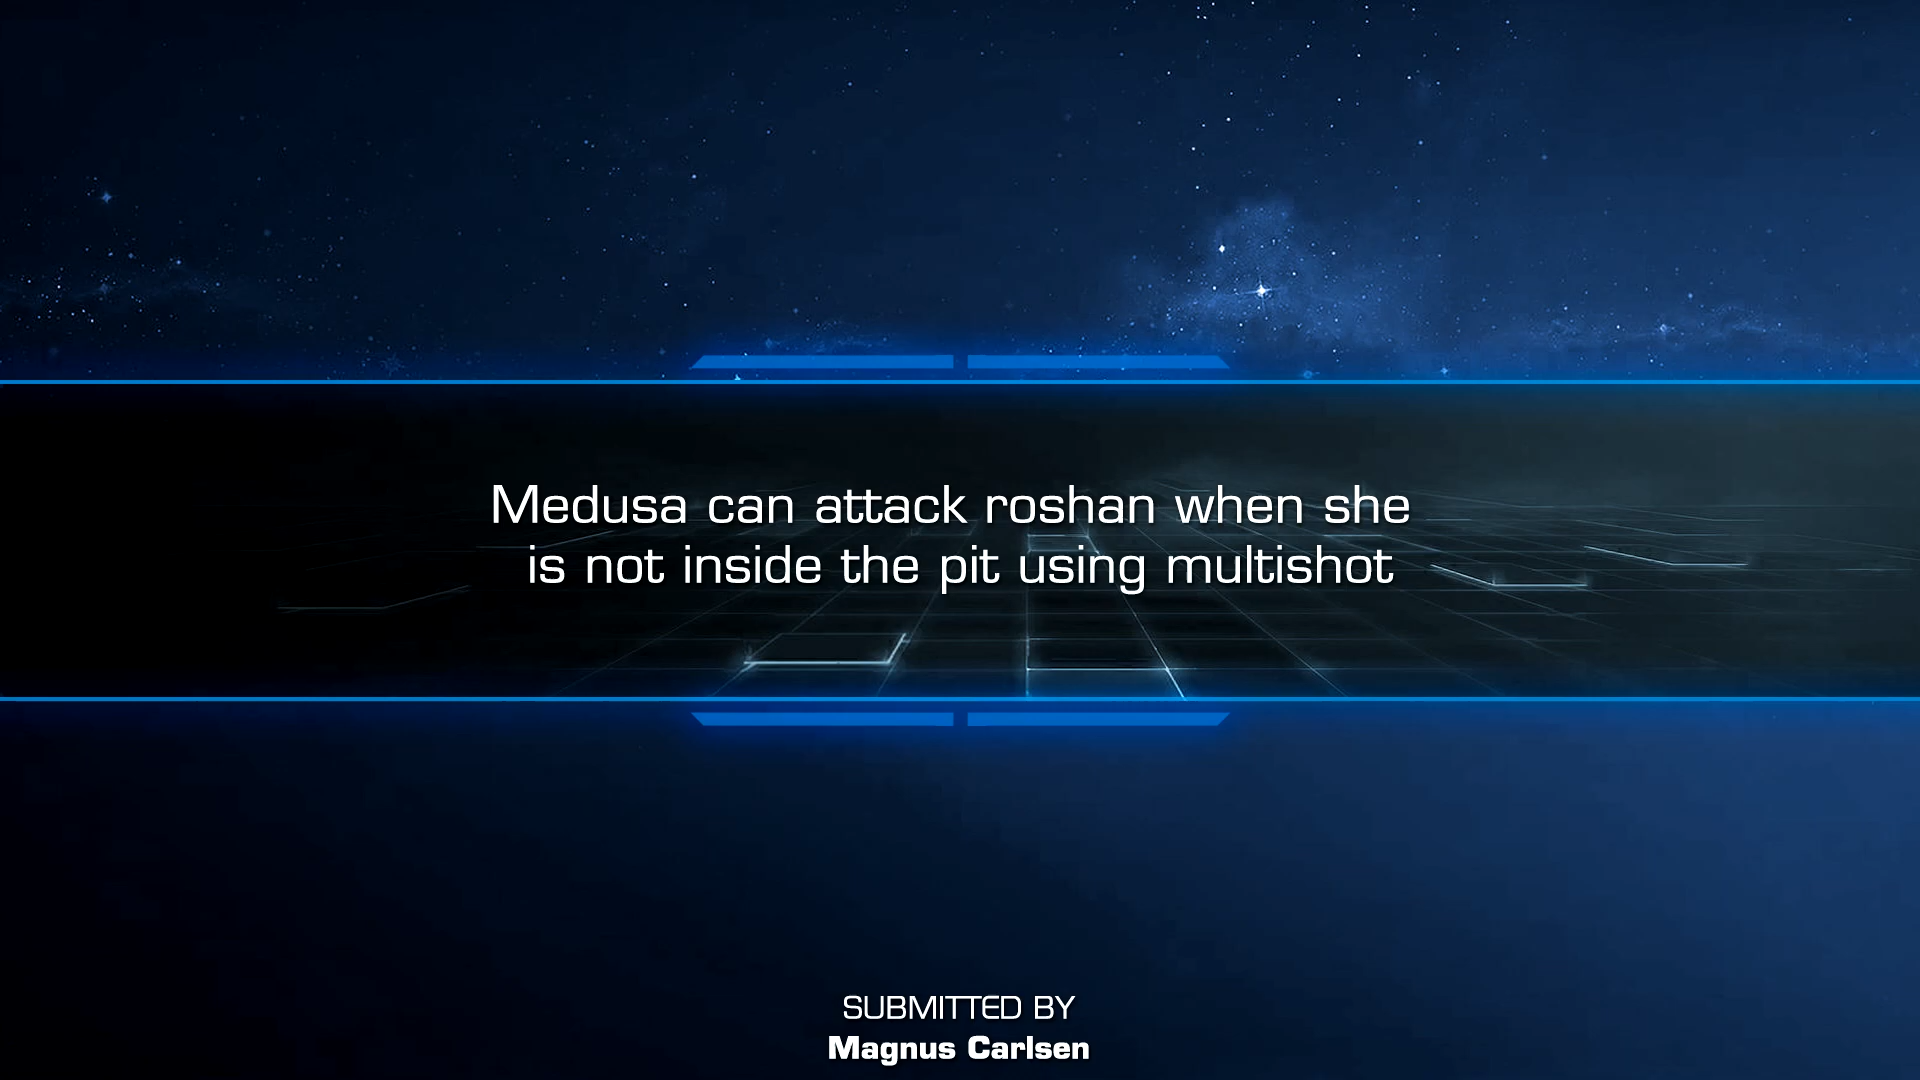 Medusa can attack roshan when she
is not inside the pit using multishot
SUBMITTED BY
Magnus Carlsen